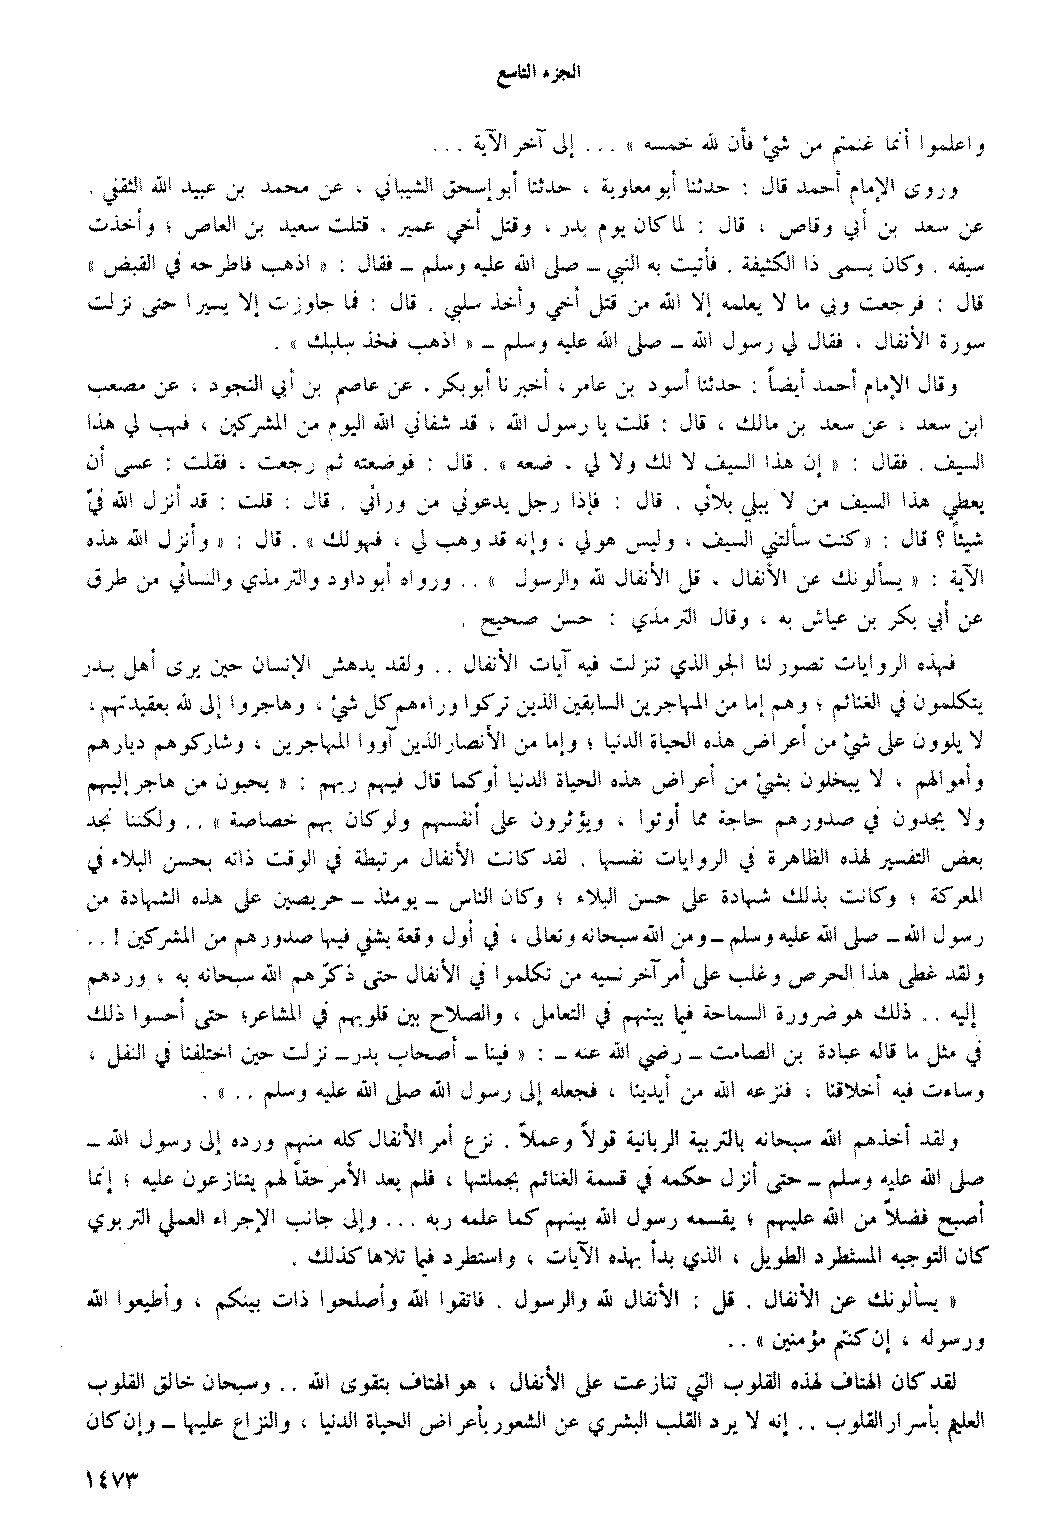 الجزء التاسع
واعلموا أنما غنمتم من شيْ فأن لله خمسه » ... إلى آخر الآية ...
وروى الإمام أحمد قال : حدثنا أبو معاوية ، حدثنا أبو إسحق الشيباني ، عن محمد بن عبيد الله الثقفي .
عن سعد بن أبي وقاص ، قال : لما كان يوم بدر ، وقتل أخي عمير . قتلت سعيد بن العاص ؛ وأخذت
سيفه . وكان يسمى ذا الكثيفة . فأتيت به النبي – صلى الله عليه وسلم – فقال : « اذهب فاطرحه في القبض »
قال : فرجعت وبي ما لا يعلمه إلا الله من قتل أخي وأخذ سلبي . قال : فما جاوزت إلا يسيرا حتى نزلت
سورة الأنفال ، فقال لي رسول الله – صلى الله عليه وسلم – « اذهب فخذ سلبك » .
وقال الإمام أحمد أيضاً : حدثنا أسود بن عامر ، أخبرنا أبو بكر . عن عاصم بن أبي النجود ، عن مصعب
ابن سعد ، عن سعد بن مالك ، قال : قلت يا رسول الله ، قد شفاني الله اليوم من المشركين ، فهب لي هذا
السيف . فقال : « إن هذا السيف لا لك ولا لي . ضعه » . قال : فوضعته ثم رجعت ، فقلت : عسى أن
يعطي هذا السيف من لا يبلي بلائي . قال : فإذا رجل يدعوني من ورائي . قال : قلت : قد أنزل الله فيّ
شيئاً ؟ قال : « كنت سألتني السيف ، وليس هو لي ، وإنه قد وهب لي ، فهو لك » . قال : « وأنزل الله هذه
الآية : « يسألونك عن الأنفال . قل الأنفال لله والرسول » .. ورواه أبو داود والترمذي والنسائي من طرق
عن أبي بكر بن عياش به ، وقال الترمذي : حسن صحيح .
فهذه الروايات تصور لنا الجو الذي تنزلت فيه آيات الأنفال .. ولقد يدهش الإنسان حين يرى أهل بدر
يتكلمون في الغنائم ؛ وهم إما من المهاجرين السابقين الذين تركوا وراءهم كل شيْ ، وهاجروا إلى لله بعقيدتهم ،
لا يلوون على شيْ من أعراض هذه الحياة الدنيا ؛ وإما من الأنصار الذين آووا المهاجرين ، وشاركوهم ديارهم
وأموالهم ، لا يبخلون بشيْ من أعراض هذه الحياة الدنيا أو كما قال فيهم ربهم : « يحبون من هاجر إليهم
ولا يجدون في صدورهم حاجة مما أوتوا ، ويؤثرون على أنفسهم ولو كان بهم خصاصة » .. ولكننا نجد
بعض التفسير لهذه الظاهرة في الروايات نفسها . لقد كانت الأنفال مرتبطة في الوقت ذاته بحسن البلاء في
المعركة ؛ وكانت بذلك شهادة على حسن البلاء ؛ وكان الناس – يومئذ – حريصين على هذه الشهادة من
رسول الله – صلى الله عليه وسلم – ومن الله سبحانه وتعالى ، في أول وقعة يشفي فيها صدورهم من المشركين ! ..
ولقد غطى هذا الحرص وغلب على أمر آخر نسيه من تكلموا في الأنفال حتى ذكّرهم الله سبحانه به ، وردهم
إليه .. ذلك هو ضرورة السماحة فيما بينهم في التعامل ، والصلاح بين قلوبهم في المشاعر؛ حتى أحسوا ذلك
في مثل ما قاله عبادة بن الصامت – رضي الله عنه – : « فينا – أصحاب بدر – نزلت حين اختلفنا في النفل ،
وساءت فيه أخلاقنا ، فنزعه الله من أيدينا ، فجعله إلى رسول الله صلى الله عليه وسلم .. » .
ولقد أخذهم الله سبحانه بالتربية الربانية قولاً وعملاً . نزع أمر الأنفال كله منهم ورده إلى رسول الله –
صلى الله عليه وسلم – حتى أنزل حكمه في قسمة الغنائم بجملتها ، فلم يعد الأمر حقاً لهم يتنازعون عليه ؛ إنما
أصبح فضلاً من الله عليهم ؛ يقسمه رسول الله بينهم كما علمه ربه ... وإلى جانب الإجراء العملي التربوي
كان التوجيه المستطرد الطويل ، الذي بدأ بهذه الآيات ، واستطرد فيما تلاها كذلك .
« يسألونك عن الأنفال . قل : الأنفال لله والرسول . فاتقوا الله وأصلحوا ذات بينكم ، وأطيعوا الله
ورسوله ، إن كنتم مؤمنين » ..
لقد كان الهتاف لهذه القلوب التي تنازعت على الأنفال ، هو الهتاف بتقوى الله .. وسبحان خالق القلوب
العليم بأسرار القلوب .. إنه لا يرد القلب البشري عن الشعور بأعراض الحياة الدنيا ، والنزاع عليها – وإن كان
١٤٧٣